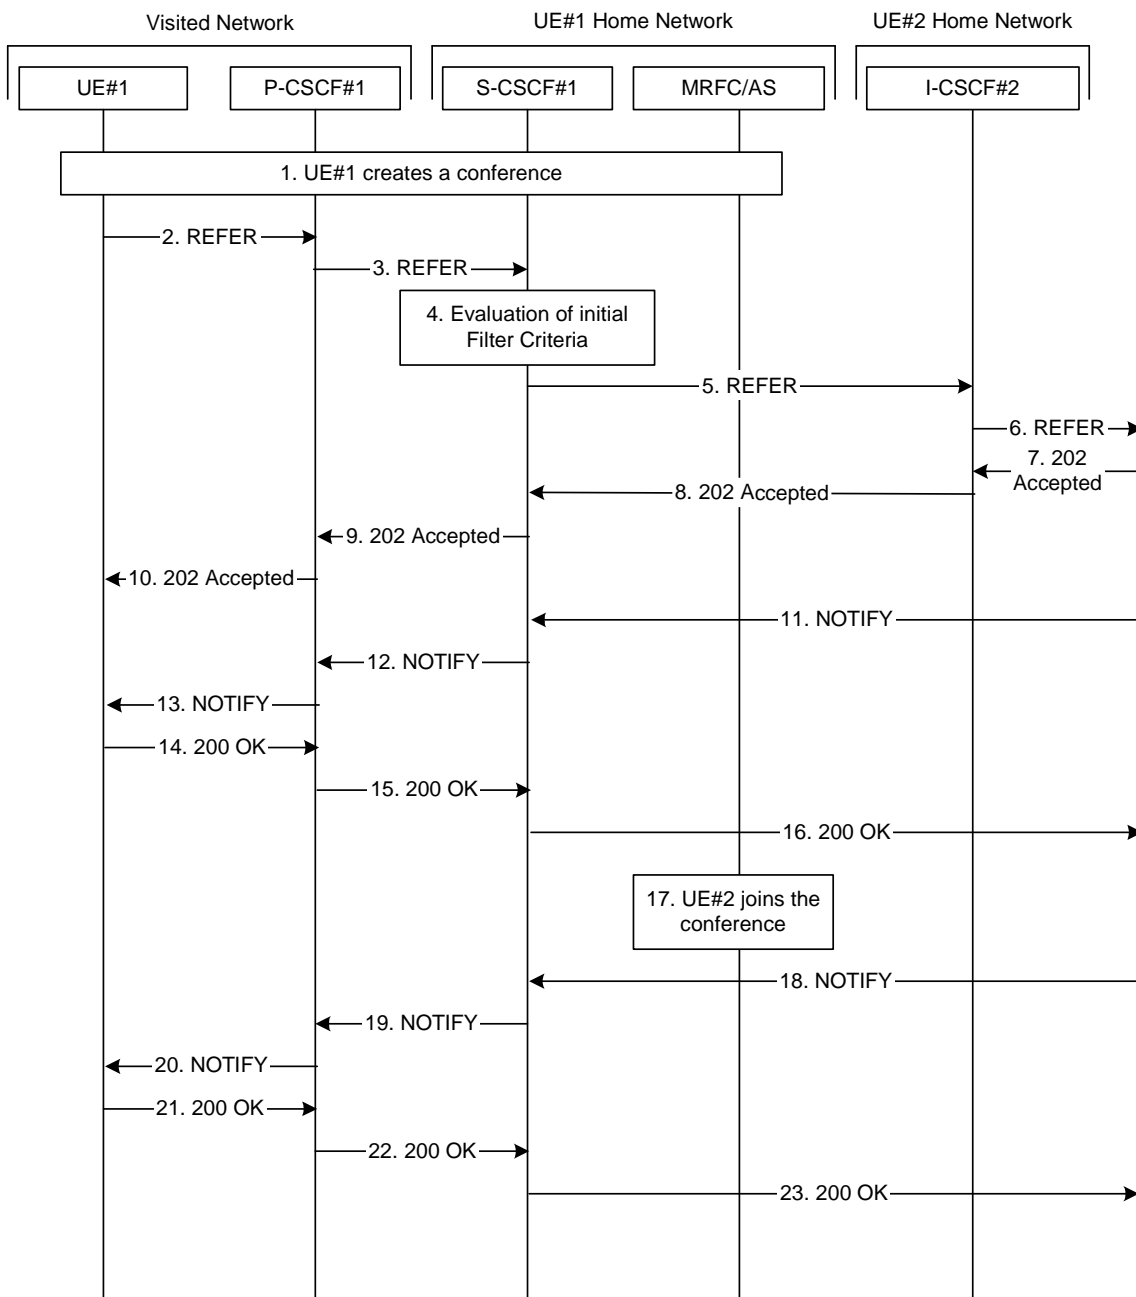 Visited Network
UE#1 Home Network
UE#2 Home Network
UE#1
P-CSCF#1
S-CSCF#1
MRFC/AS
I-CSCF#2
1. UE#1 creates a conference
2. REFER
3. REFER
4. Evaluation of initial
Filter Criteria
5. REFER
6. REFER
7. 202
Accepted
8. 202 Accepted
9. 202 Accepted
10. 202 Accepted
11. NOTIFY
12. NOTIFY
13. NOTIFY
14. 200 OK
15. 200 OK
16. 200 OK
17. UE#2 joins the
conference
18. NOTIFY
19. NOTIFY
20. NOTIFY
21. 200 OK
22. 200 OK
23. 200 OK